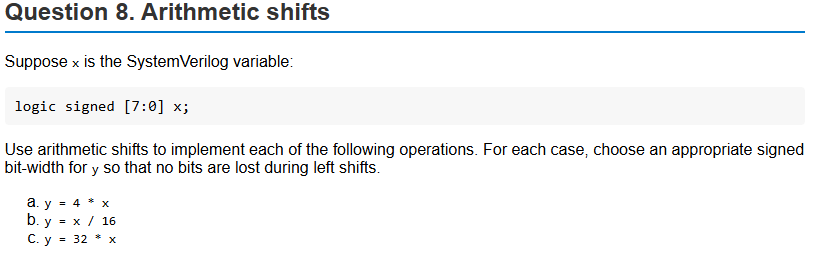 Question 8. Arithmetic shifts
Suppose x is the SystemVerilog variable:
logic signed [7:0] x;
Use arithmetic shifts to implement each of the following operations. For each case, choose an appropriate signed
bit-width for y so that no bits are lost during left shifts.
a. y = 4 * x
b. y = x / 16
c. y = 32 * x